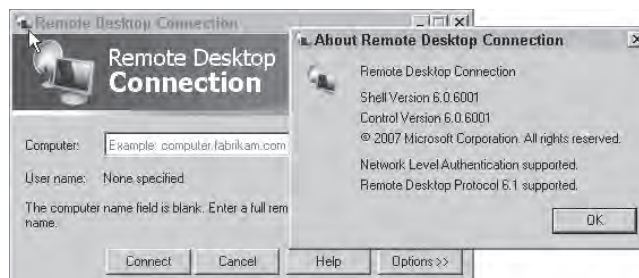 Remote Desktop Connection
Remote Desktop
Connection
Computer:
Example: computer.fabrikam.com
User name:
None specified
The computer name field is blank. Enter a full rem
name.
Connect
Cancel
Help
Options >>
About Remote Desktop Connection
Remote Desktop Connection
Shell Version 6.0.6001
Control Version 6.0.6001
© 2007 Microsoft Corporation. All rights reserved.
Network Level Authentication supported.
Remote Desktop Protocol 6.1 supported.
OK